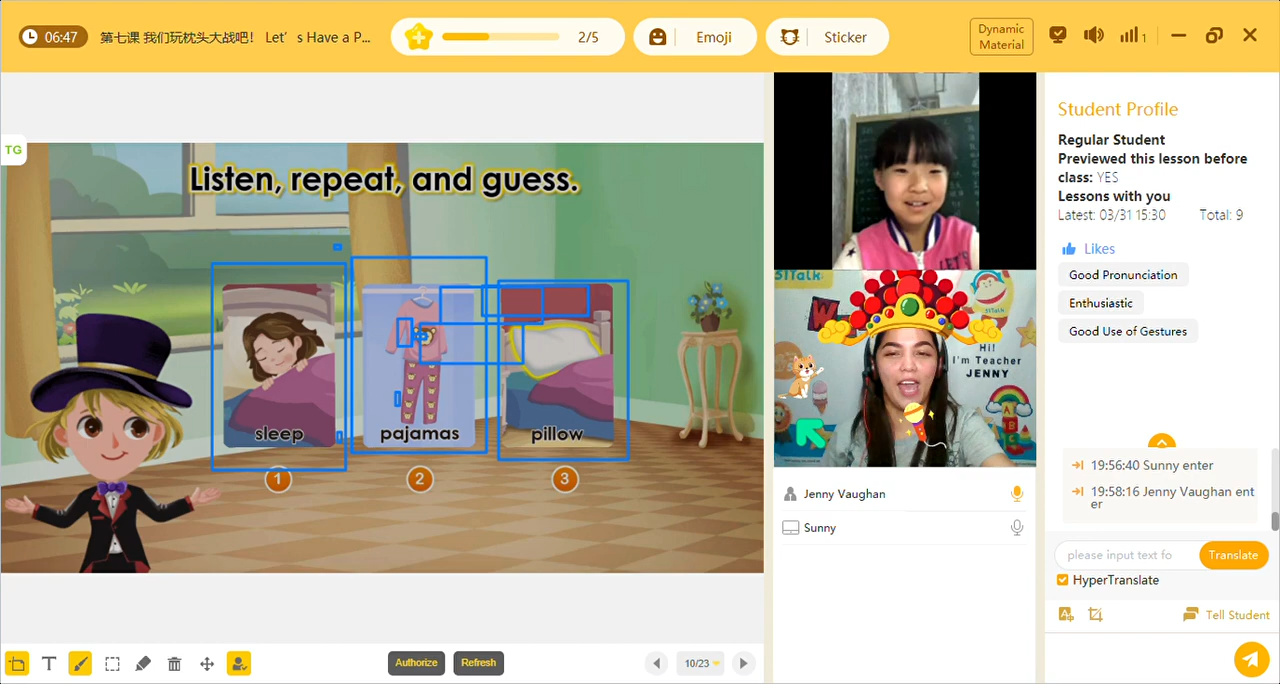 06:47
第七课 我们玩枕头大战吧! Let's Have a P...
2/5
Emoji
Sticker
Dynamic
Material
1
TG
Listen, repeat, and guess.
sleep
pajamas
pillow
1
2
3
51Talk
W
Hi!
I'm Teacher
JENNY
Jenny Vaughan
Sunny
Student Profile
Regular Student
Previewed this lesson before
class: YES
Lessons with you
Latest: 03/31 15:30
Total: 9
Likes
Good Pronunciation
Enthusiastic
Good Use of Gestures
19:56:40 Sunny enter
19:58:16 Jenny Vaughan ent
er
please input text fo
Translate
HyperTranslate
Tell Student
T
Authorize
Refresh
10/23